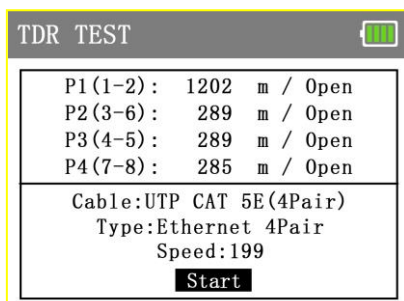 TDR TEST
P1(1-2): 1202 m / Open
P2(3-6): 289 m / Open
P3(4-5): 289 m / Open
P4(7-8): 285 m / Open
Cable:UTP CAT 5E(4Pair)
Type:Ethernet 4Pair
Speed:199
Start